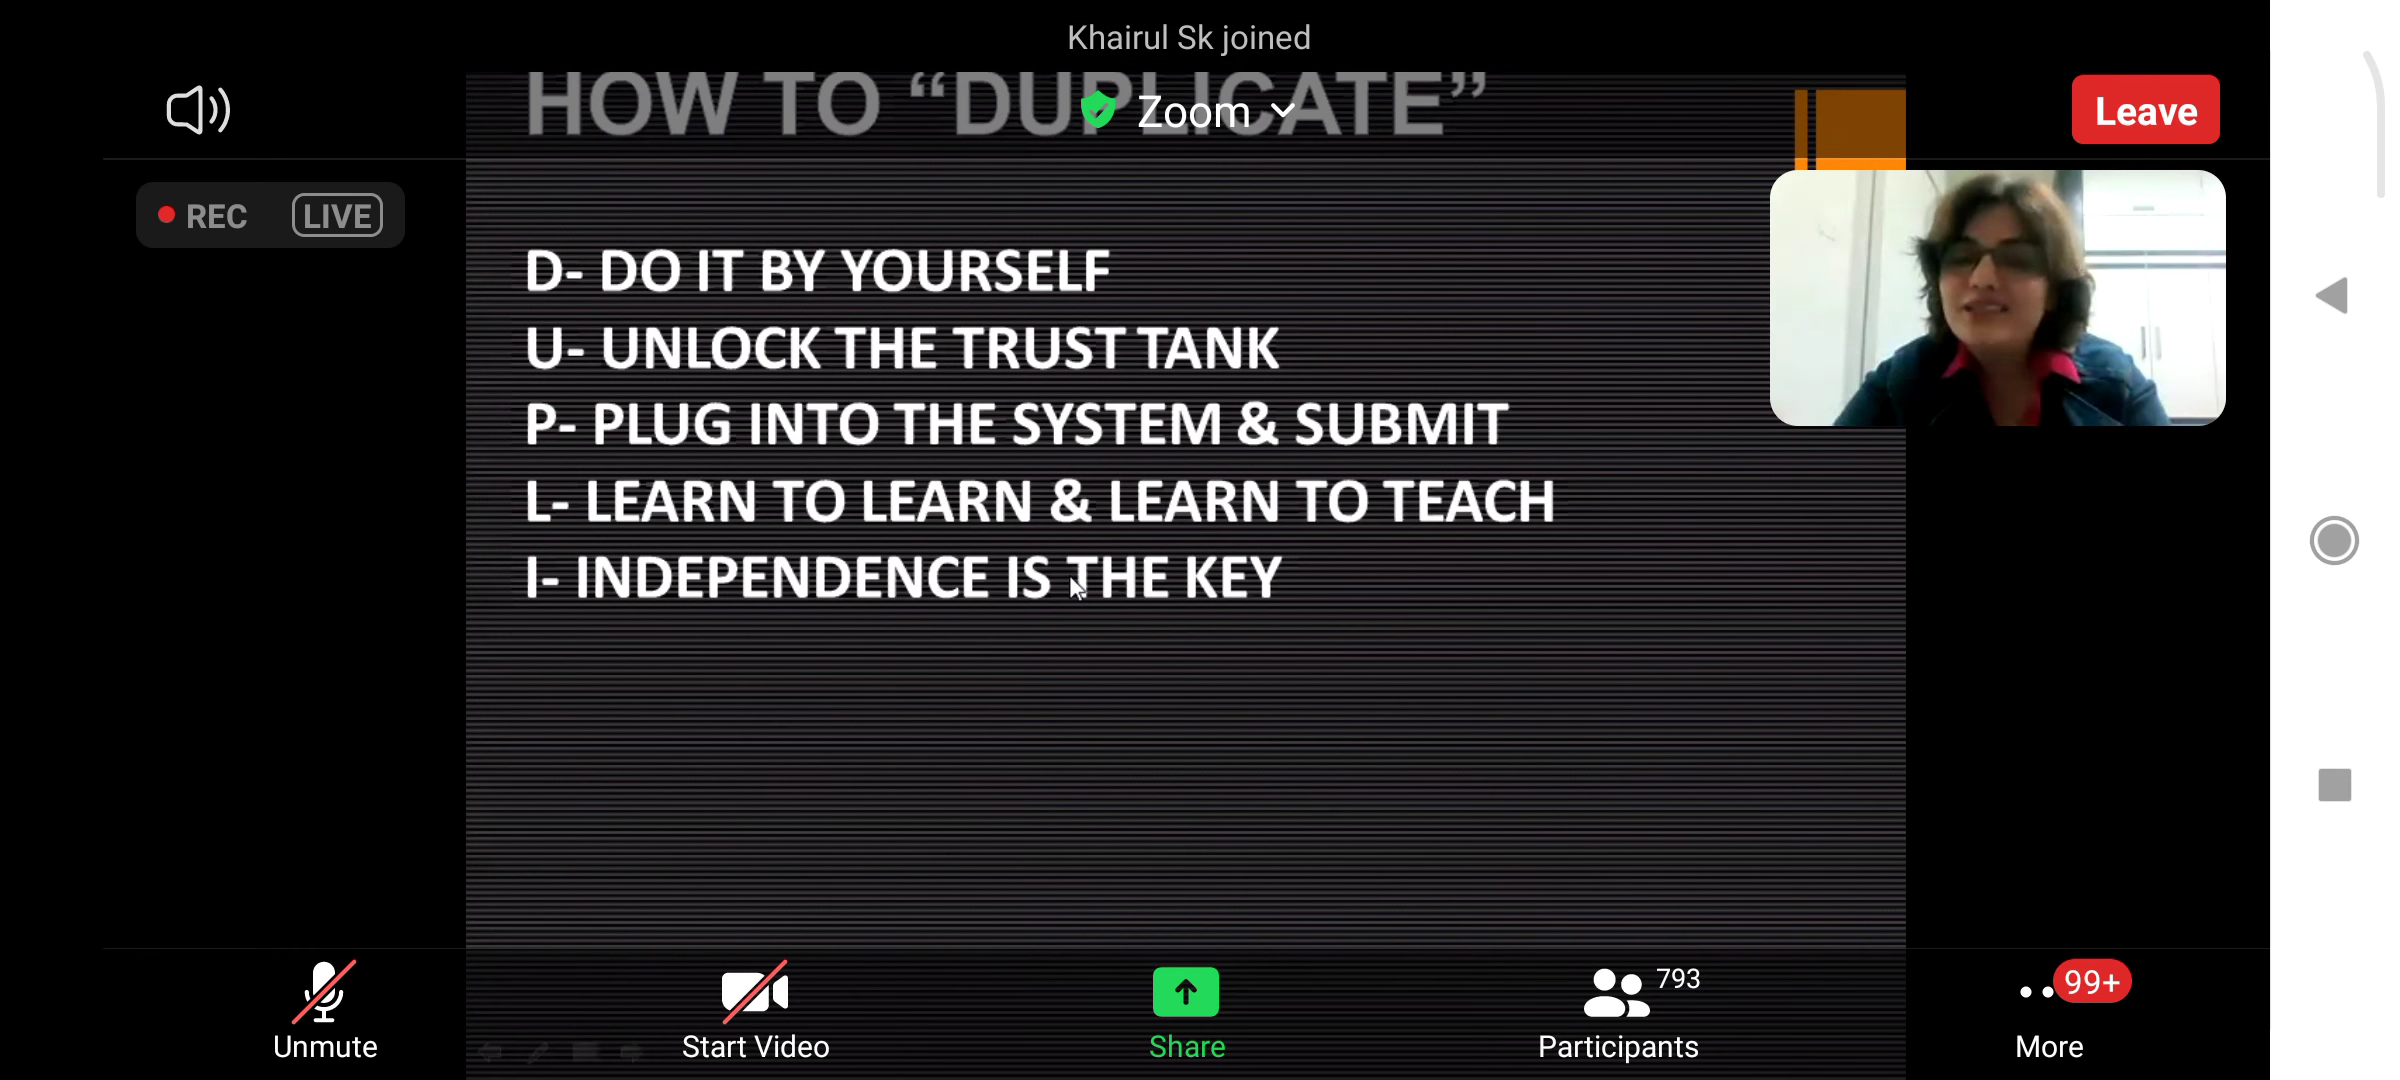 Khairul Sk joined
HOW TO “DUPLICATE”
Zoom
Leave
REC LIVE
D- DO IT BY YOURSELF
U- UNLOCK THE TRUST TANK
P- PLUG INTO THE SYSTEM & SUBMIT
L- LEARN TO LEARN & LEARN TO TEACH
I- INDEPENDENCE IS THE KEY
793
99+
Unmute
Start Video
Share
Participants
More